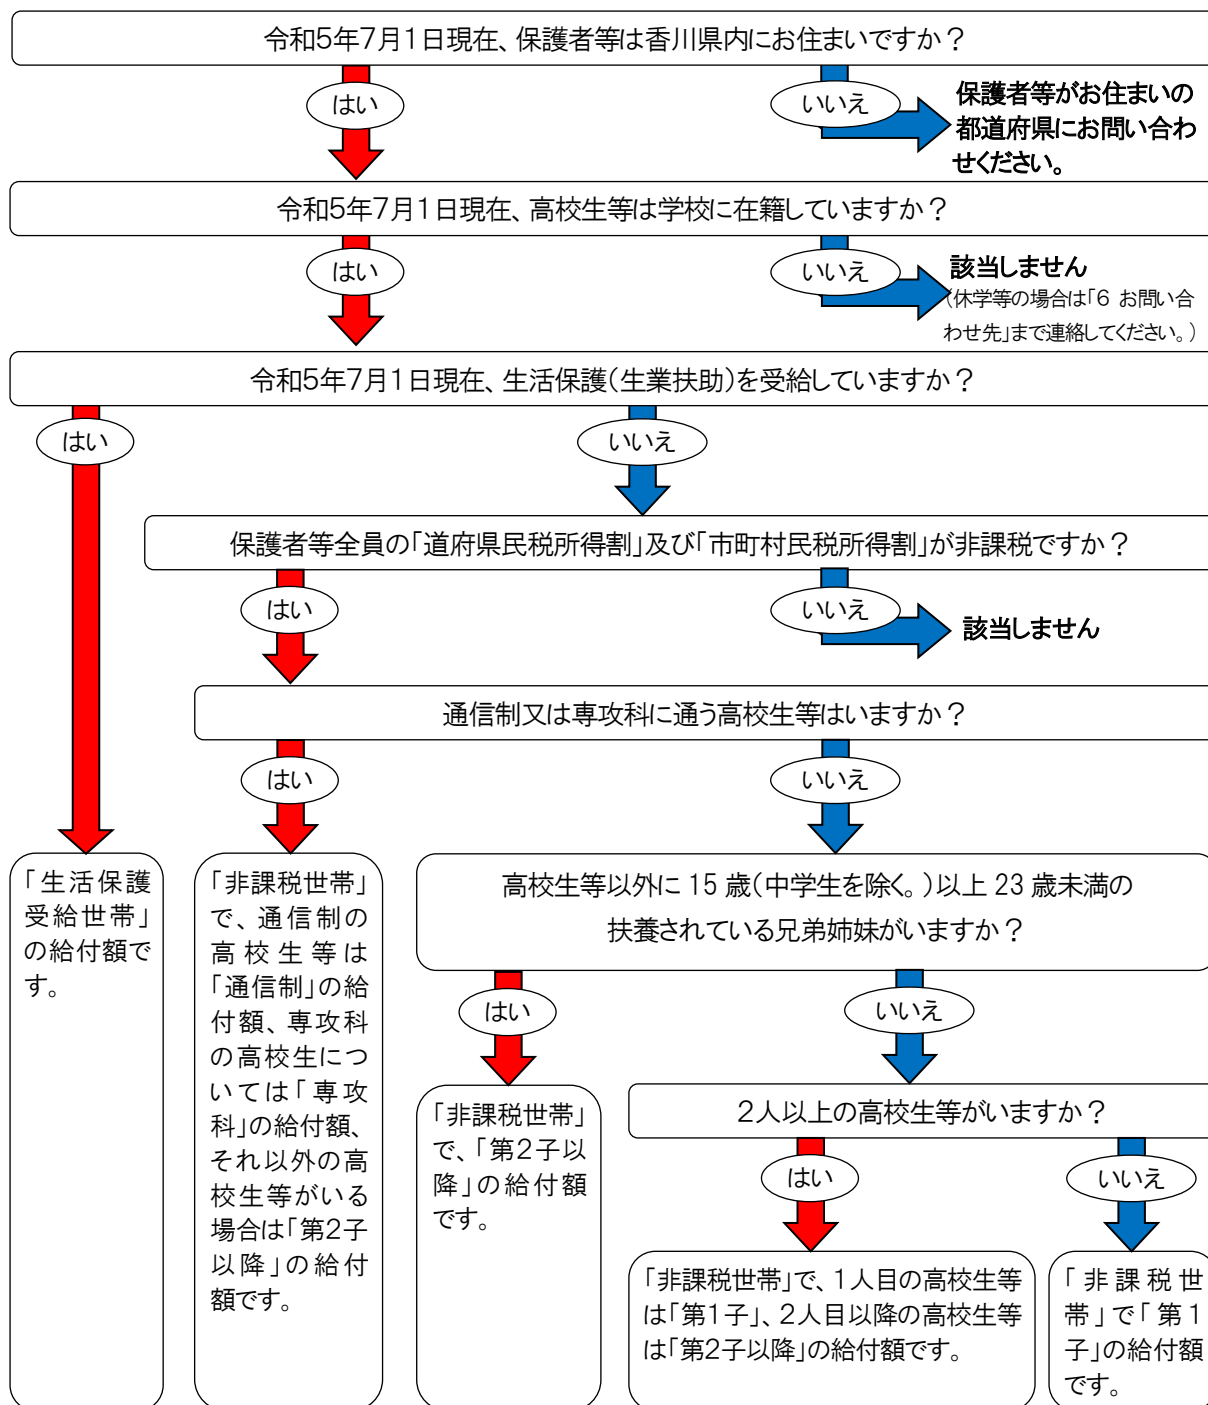 令和5年7月1日現在、保護者等は香川県内にお住まいですか？
はい
いいえ
保護者等がお住まいの
都道府県にお問い合わ
せください。
令和5年7月1日現在、高校生等は学校に在籍していますか？
はい
いいえ
該当しません
（休学等の場合は「6 お問い合
わせ先」まで連絡してください。）
令和5年7月1日現在、生活保護（生業扶助）を受給していますか？
はい
いいえ
保護者等全員の「道府県民税所得割」及び「市町村民税所得割」が非課税ですか？
はい
いいえ
該当しません
通信制又は専攻科に通う高校生等はいますか？
はい
いいえ
「生活保護
受給世帯」
の給付額で
す。
「非課税世帯」
で、通信制の
高校生等は
「通信制」の給
付額、専攻科
の高校生につ
いては「専攻
科」の給付額、
それ以外の高
校生等がいる
場合は「第2子
以降」の給付
額です。
高校生等以外に 15 歳（中学生を除く。）以上 23 歳未満の
扶養されている兄弟姉妹がいますか？
はい
いいえ
「非課税世帯」
で、「第2子以
降」の給付額
です。
2人以上の高校生等がいますか？
はい
いいえ
「非課税世帯」で、1人目の高校生等
は「第1子」、2人目以降の高校生等
は「第2子以降」の給付額です。
「非課税世
帯」で「第1
子」の給付額
です。